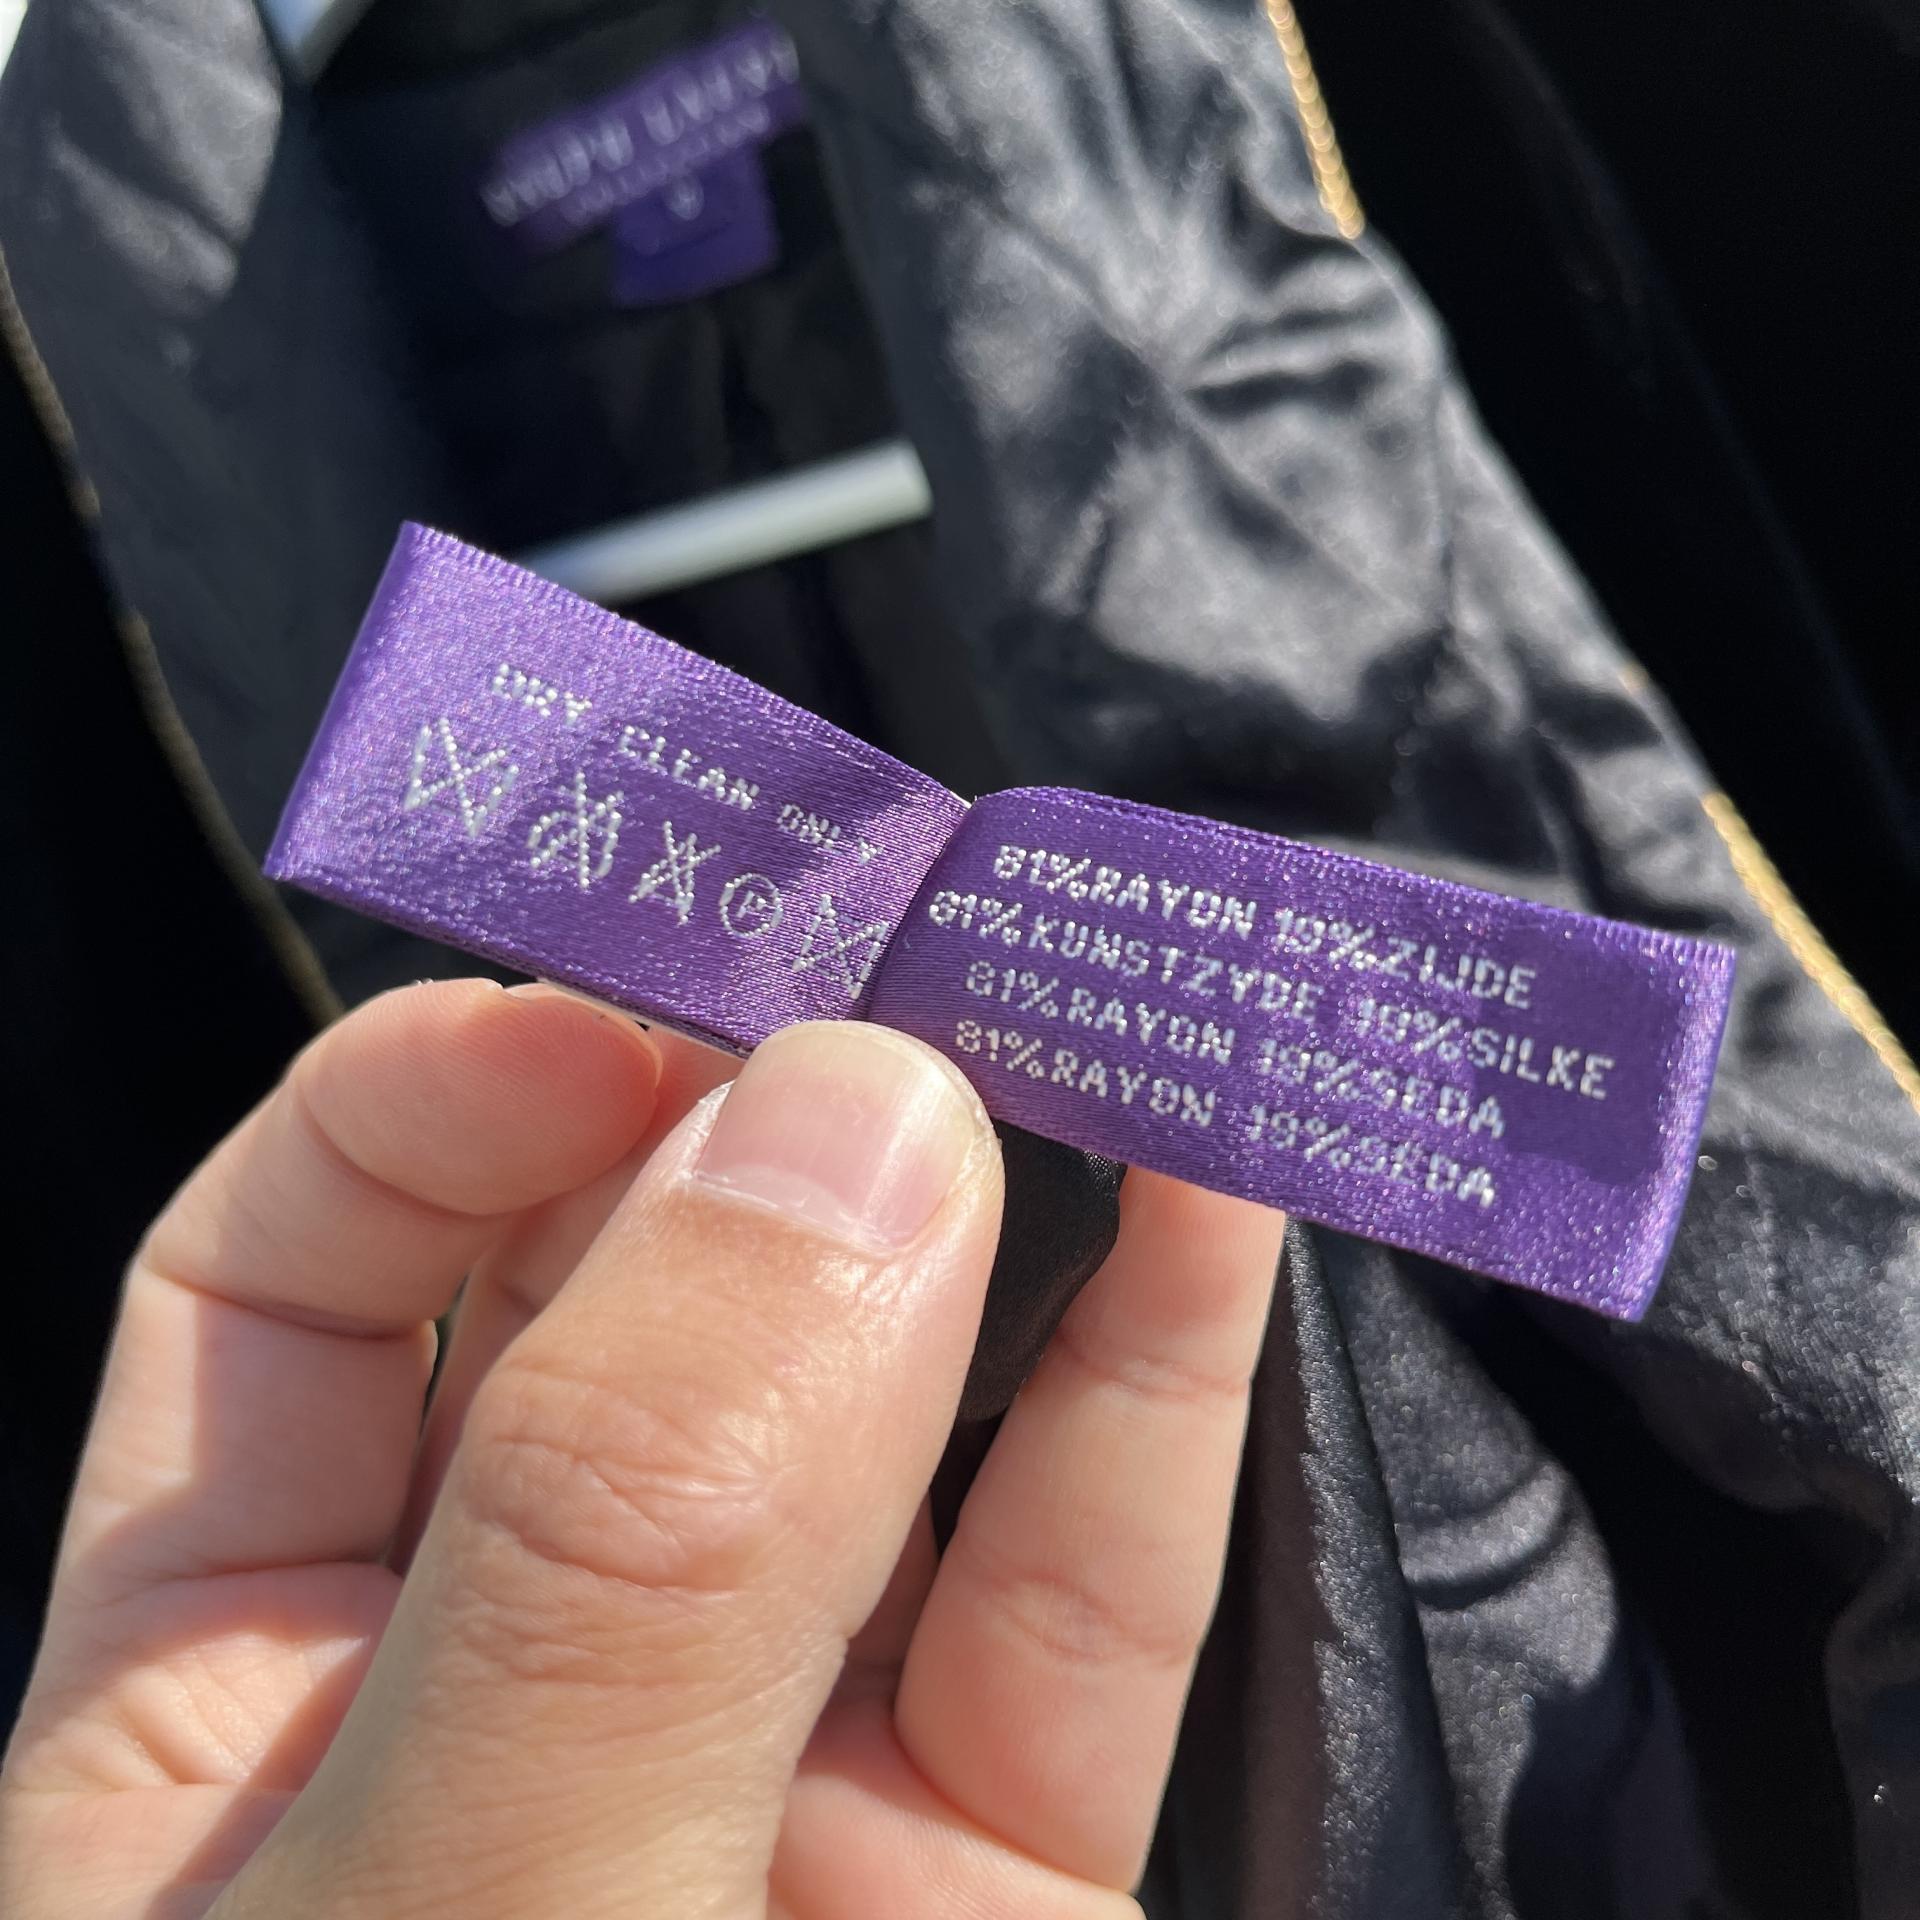 DRY CLEAN ONLY
P
81%RAYON 19%ZIJDE
81%KUNSTZYDE 19%SILKE
81%RAYON 19%SEDA
81%RAYON 19%SEDA